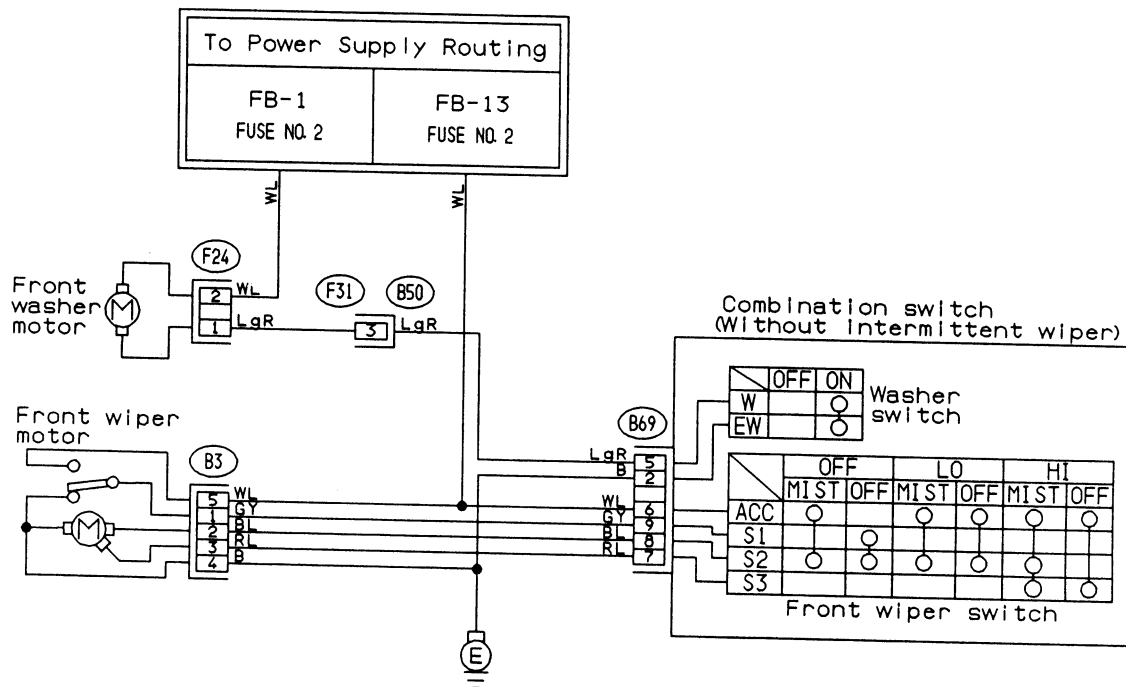 To Power Supply Routing
FB-1
FUSE NO. 2
FB-13
FUSE NO. 2
WL
WL
F24
Front
washer
motor
M
2
WL
1
LgR
F31
B50
3
LgR
Combination switch
(Without intermittent wiper)
OFF ON
W
EW
Washer
switch
Front wiper
motor
M
B3
5 WL
1 GY
2 BL
3 RL
4 B
B69
LgR 5
B 2
WL 6
GY 9
BL 8
RL 7
OFF LO HI
MIST OFF MIST OFF MIST OFF
ACC
S1
S2
S3
Front wiper switch
E